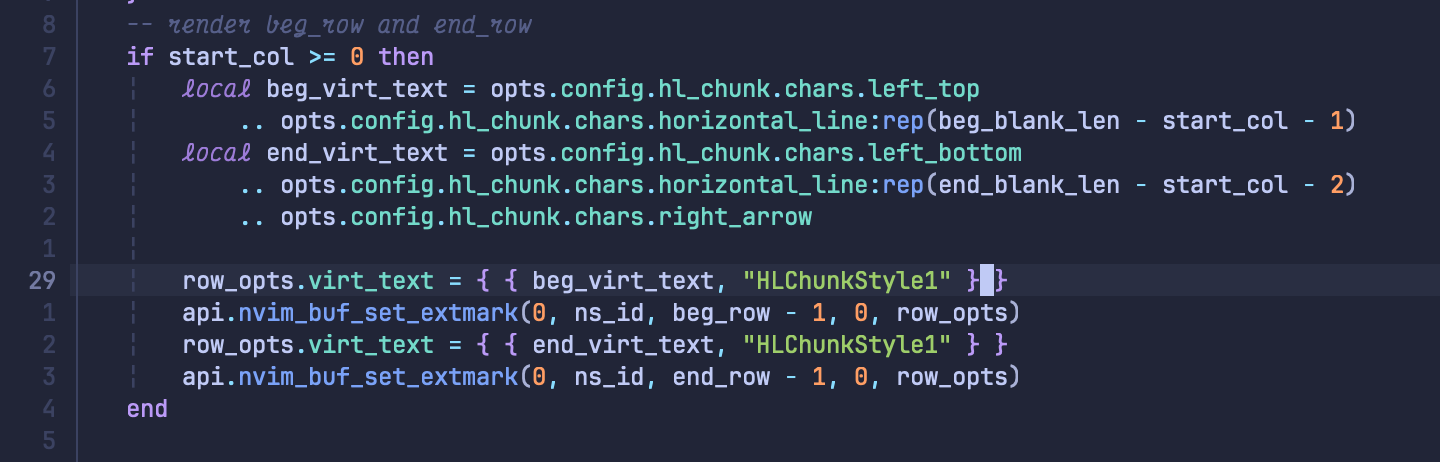 8 -- render beg_row and end_row
7 if start_col >= 0 then
6 local beg_virt_text = opts.config.hl_chunk.chars.left_top
5 .. opts.config.hl_chunk.chars.horizontal_line:rep(beg_blank_len - start_col - 1)
4 local end_virt_text = opts.config.hl_chunk.chars.left_bottom
3 .. opts.config.hl_chunk.chars.horizontal_line:rep(end_blank_len - start_col - 2)
2 .. opts.config.hl_chunk.chars.right_arrow
1
29 row_opts.virt_text = { { beg_virt_text, "HLChunkStyle1" } }
1 api.nvim_buf_set_extmark(0, ns_id, beg_row - 1, 0, row_opts)
2 row_opts.virt_text = { { end_virt_text, "HLChunkStyle1" } }
3 api.nvim_buf_set_extmark(0, ns_id, end_row - 1, 0, row_opts)
4 end
5